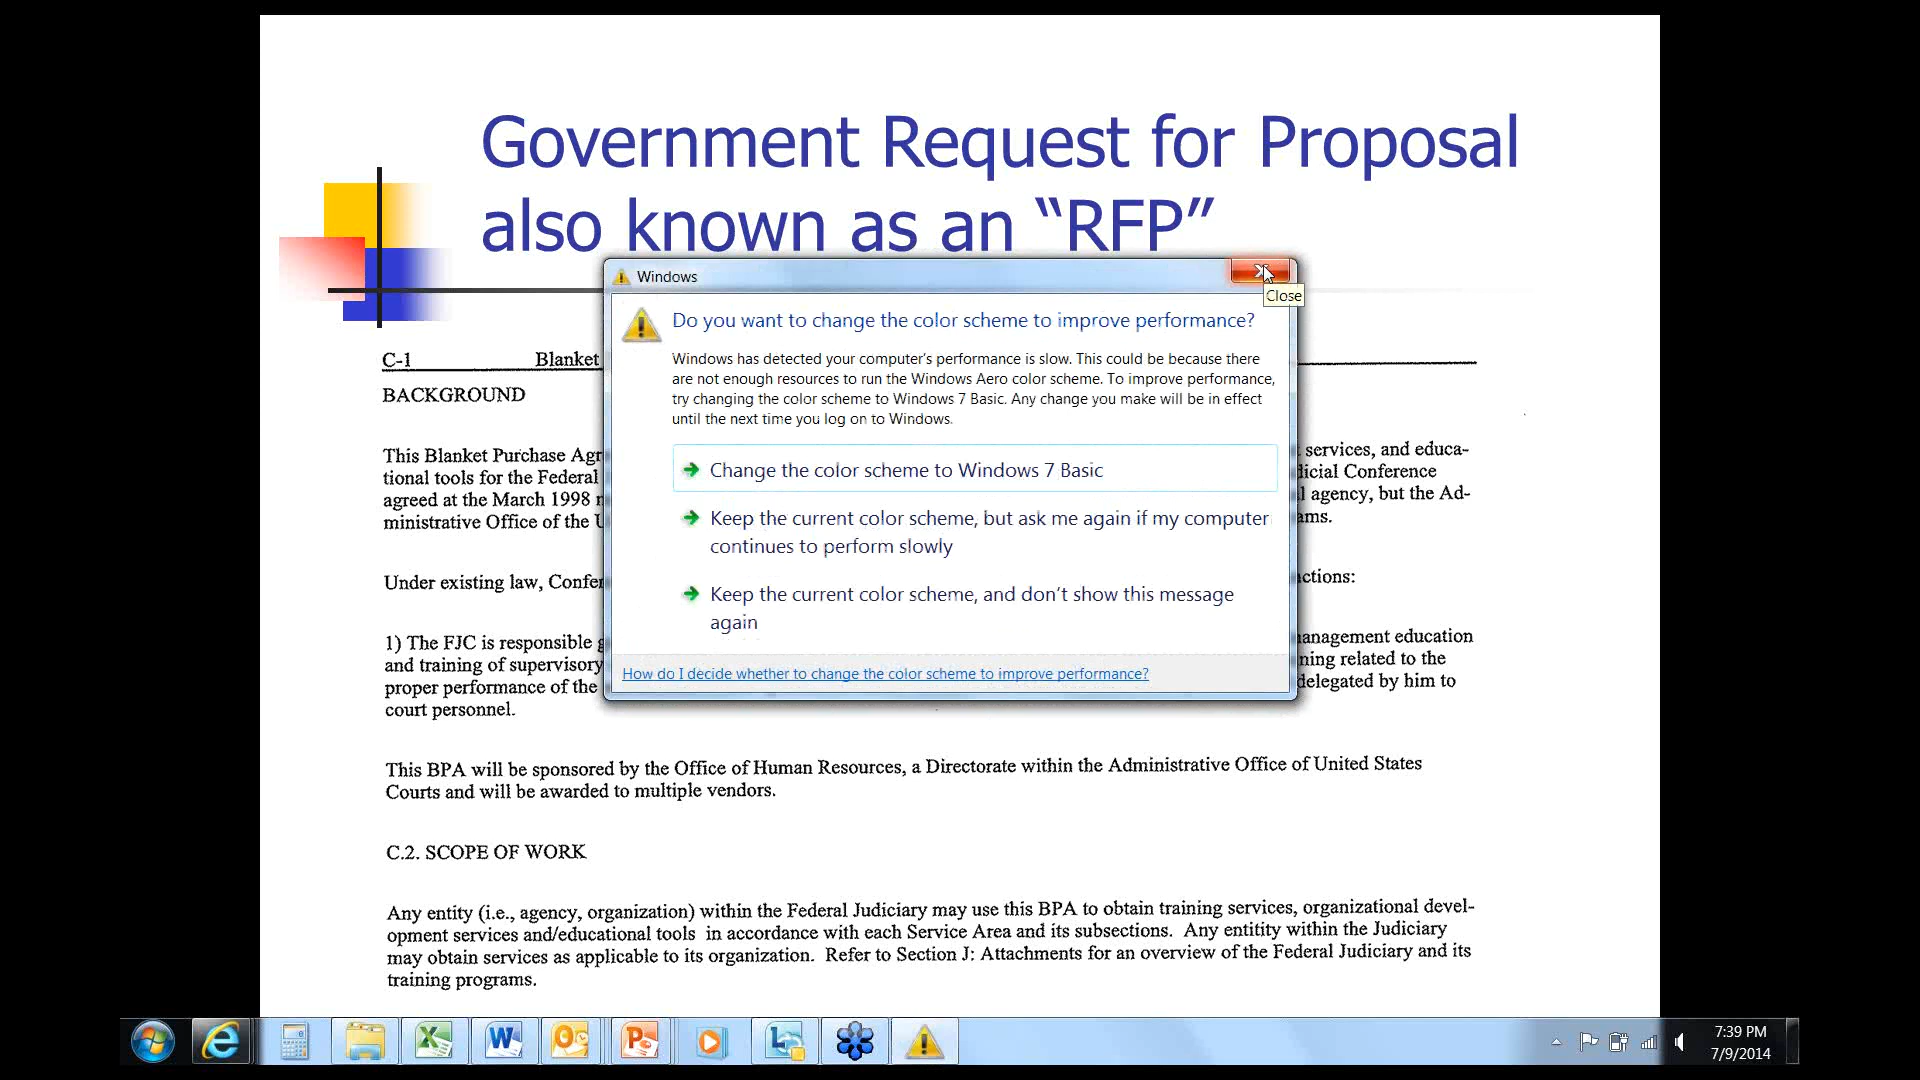 Government Request for Proposal
also known as an “RFP”
Windows
Close
Do you want to change the color scheme to improve performance?
Windows has detected your computer's performance is slow. This could be because there
are not enough resources to run the Windows Aero color scheme. To improve performance,
try changing the color scheme to Windows 7 Basic. Any change you make will be in effect
until the next time you log on to Windows.
Change the color scheme to Windows 7 Basic
Keep the current color scheme, but ask me again if my computer
continues to perform slowly
Keep the current color scheme, and don't show this message
again
How do I decide whether to change the color scheme to improve performance?
C-1 Blanket
BACKGROUND
This Blanket Purchase services, and educa-
tional tools for the Federal Conference
agreed at the March 1998 agency, but the Ad-
ministrative Office of the
Under existing law,
1) The FJC is responsible education
and training of supervisory related to the
proper performance of the delegated by him to
court personnel.
This BPA will be sponsored by the Office of Human Resources, a Directorate within the Administrative Office of United States
Courts and will be awarded to multiple vendors.
C.2. SCOPE OF WORK
Any entity (i.e., agency, organization) within the Federal Judiciary may use this BPA to obtain training services, organizational devel-
opment services and/educational tools in accordance with each Service Area and its subsections. Any entitity within the Judiciary
may obtain services as applicable to its organization. Refer to Section J: Attachments for an overview of the Federal Judiciary and its
training programs.
7:39 PM
7/9/2014